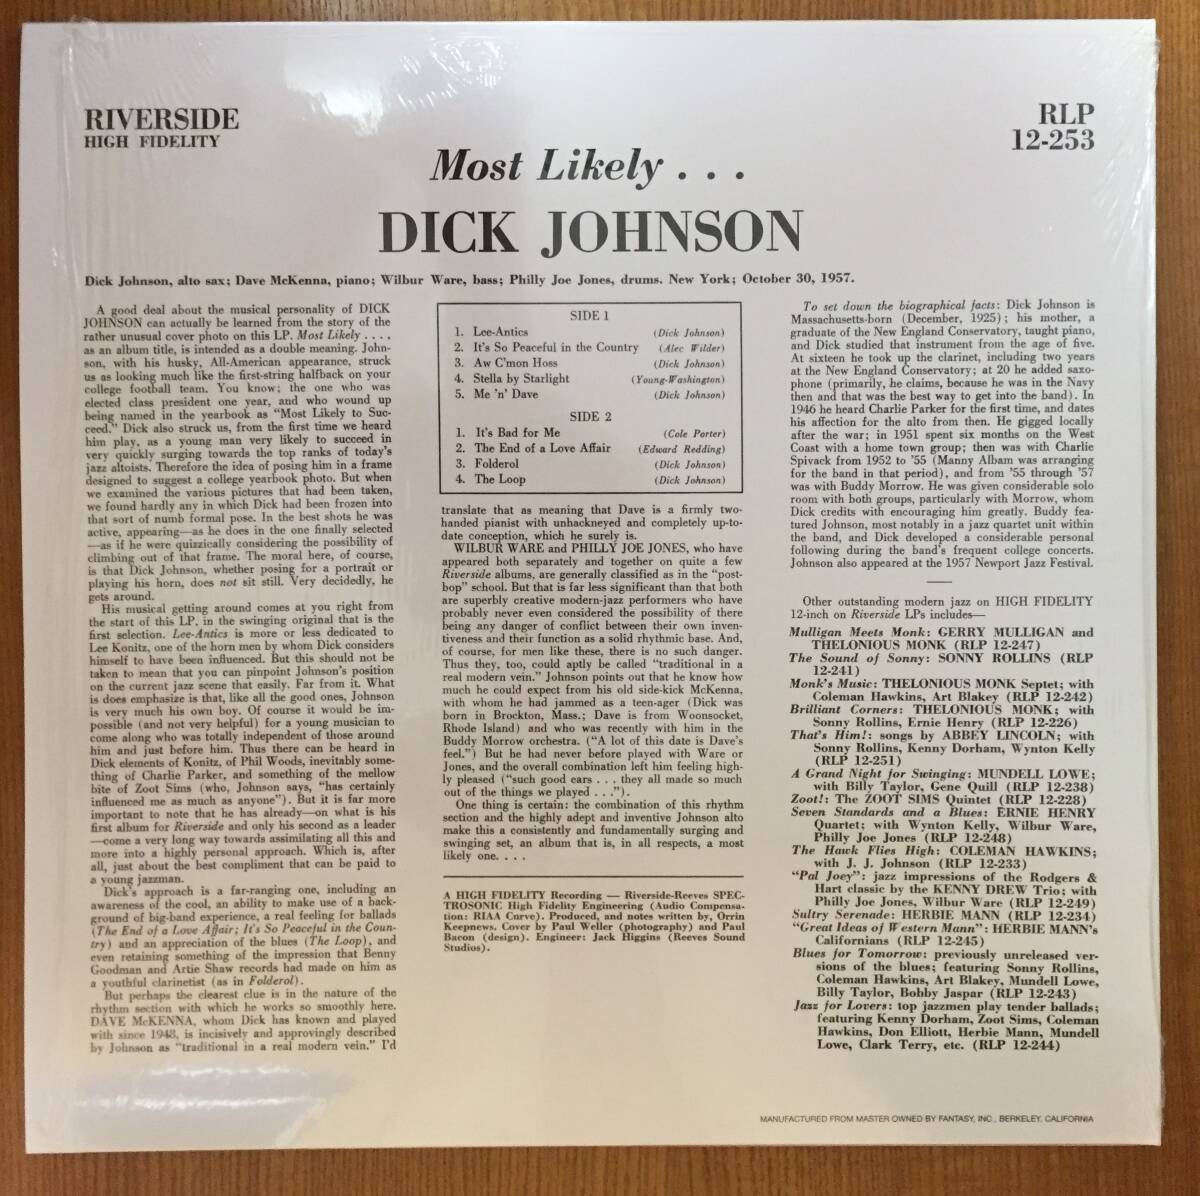 RIVERSIDE
HIGH FIDELITY
RLP
12-253
Most Likely . . .
DICK JOHNSON
Dick Johnson, alto sax; Dave McKenna, piano; Wilbur Ware, bass; Philly Joe Jones, drums. New York; October 30, 1957.
A good deal about the musical personality of DICK
JOHNSON can actually be learned from the story of the
rather unusual cover photo on this LP. Most Likely . . . .
as an album title, is intended as a double meaning. John-
son, with his husky, All-American appearance, struck
us as looking much like the first-string halfback on your
college football team. You know; the one who was
elected class president one year, and who wound up
being named in the yearbook as "Most Likely to Suc-
ceed." Dick also struck us, from the first time we heard
him play, as a young man very likely to succeed in
very quickly surging towards the top ranks of today's
jazz altoists. Therefore the idea of posing him in a frame
designed to suggest a college yearbook photo. But when
we examined the various pictures that had been taken,
we found hardly any in which Dick had been frozen into
that sort of numb formal pose. In the best shots he was
active, appearing—as he does in the one finally selected
—as if he were quizzically considering the possibility of
climbing out of that frame. The moral here, of course,
is that Dick Johnson, whether posing for a portrait or
playing his horn, does not sit still. Very decidedly, he
gets around.
His musical getting around comes at you right from
the start of this LP, in the swinging original that is the
first selection. Lee-Antics is more or less dedicated to
Lee Konitz, one of the horn men by whom Dick considers
himself to have been influenced. But this should not be
taken to mean that you can pinpoint Johnson's position
on the current jazz scene that easily. Far from it. What
is does emphasize is that, like all the good ones, Johnson
is very much his own boy. Of course it would be im-
possible (and not very helpful) for a young musician to
come along who was totally independent of those around
him and just before him. Thus there can be heard in
Dick elements of Konitz, of Phil Woods, inevitably some-
thing of Charlie Parker, and something of the mellow
bite of Zoot Sims (who, Johnson says, "has certainly
influenced me as much as anyone"). But it is far more
important to note that he has already—on what is his
first album for Riverside and only his second as a leader
—come a very long way towards assimilating all this and
more into a highly personal approach. Which is, after
all, just about the best compliment that can be paid to
a young jazzman.
Dick's approach is a far-ranging one, including an
awareness of the cool, an ability to make use of a back-
ground of big-band experience, a real feeling for ballads
(The End of a Love Affair; It's So Peaceful in the Coun-
try) and an appreciation of the blues (The Loop), and
even retaining something of the impression that Benny
Goodman and Artie Shaw records had made on him as
a youthful clarinetist (as in Folderol).
But perhaps the clearest clue is in the nature of the
rhythm section with which he works so smoothly here.
DAVE McKENNA, whom Dick has known and played
with since 1948, is incisively and approvingly described
by Johnson as "traditional in a real modern vein." I'd
SIDE 1
1. Lee-Antics (Dick Johnson)
2. It's So Peaceful in the Country (Alec Wilder)
3. Aw C'mon Hoss (Dick Johnson)
4. Stella by Starlight (Young-Washington)
5. Me 'n' Dave (Dick Johnson)
SIDE 2
1. It's Bad for Me (Cole Porter)
2. The End of a Love Affair (Edward Redding)
3. Folderol (Dick Johnson)
4. The Loop (Dick Johnson)
translate that as meaning that Dave is a firmly two-
handed pianist with unhackneyed and completely up-to-
date conception, which he surely is.
WILBUR WARE and PHILLY JOE JONES, who have
appeared both separately and together on quite a few
Riverside albums, are generally classified as in the "post-
bop" school. But that is far less significant than that both
are superbly creative modern-jazz performers who have
probably never even considered the possibility of there
being any danger of conflict between their own inven-
tiveness and their function as a solid rhythmic base. And,
of course, for men like these, there is no such danger.
Thus they, too, could aptly be called "traditional in a
real modern vein." Johnson points out that he know how
much he could expect from his old side-kick McKenna,
with whom he had jammed as a teen-ager (Dick was
born in Brockton, Mass.; Dave is from Woonsocket,
Rhode Island) and who was recently with him in the
Buddy Morrow orchestra. ("A lot of this date is Dave's
feel.") But he had never before played with Ware or
Jones, and the overall combination left him feeling high-
ly pleased ("such good ears . . . they all made so much
out of the things we played . . .").
One thing is certain: the combination of this rhythm
section and the highly adept and inventive Johnson alto
make this a consistently and fundamentally surging and
swinging set, an album that is, in all respects, a most
likely one. . . .
A HIGH FIDELITY Recording — Riverside-Reeves SPEC-
TROSONIC High Fidelity Engineering (Audio Compensa-
tion: RIAA Curve). Produced, and notes written by, Orrin
Keepnews. Cover by Paul Weller (photography) and Paul
Bacon (design). Engineer: Jack Higgins (Reeves Sound
Studios).
To set down the biographical facts: Dick Johnson is
Massachusetts-born (December, 1925); his mother, a
graduate of the New England Conservatory, taught piano,
and Dick studied that instrument from the age of five.
At sixteen he took up the clarinet, including two years
at the New England Conservatory; at 20 he added saxo-
phone (primarily, he claims, because he was in the Navy
then and that was the best way to get into the band). In
1946 he heard Charlie Parker for the first time, and dates
his affection for the alto from then. He gigged locally
after the war; in 1951 spent six months on the West
Coast with a home town group; then was with Charlie
Spivack from 1952 to '55 (Manny Albam was arranging
for the band in that period), and from '55 through '57
was with Buddy Morrow. He was given considerable solo
room with both groups, particularly with Morrow, whom
Dick credits with encouraging him greatly. Buddy fea-
tured Johnson, most notably in a jazz quartet unit within
the band, and Dick developed a considerable personal
following during the band's frequent college concerts.
Johnson also appeared at the 1957 Newport Jazz Festival.
Other outstanding modern jazz on HIGH FIDELITY
12-inch on Riverside LPs includes—
Mulligan Meets Monk: GERRY MULLIGAN and
THELONIOUS MONK (RLP 12-247)
The Sound of Sonny: SONNY ROLLINS (RLP
12-241)
Monk's Music: THELONIOUS MONK Septet; with
Coleman Hawkins, Art Blakey (RLP 12-242)
Brilliant Corners: THELONIOUS MONK; with
Sonny Rollins, Ernie Henry (RLP 12-226)
That's Him!: songs by ABBEY LINCOLN; with
Sonny Rollins, Kenny Dorham, Wynton Kelly
(RLP 12-251)
A Grand Night for Swinging: MUNDELL LOWE;
with Billy Taylor, Gene Quill (RLP 12-238)
Zoot!: The ZOOT SIMS Quintet (RLP 12-228)
Seven Standards and a Blues: ERNIE HENRY
Quartet; with Wynton Kelly, Wilbur Ware,
Philly Joe Jones (RLP 12-248)
The Hawk Flies High: COLEMAN HAWKINS;
with J. J. Johnson (RLP 12-233)
"Pal Joey": jazz impressions of the Rodgers &
Hart classic by the KENNY DREW Trio; with
Philly Joe Jones, Wilbur Ware (RLP 12-249)
Sultry Serenade: HERBIE MANN (RLP 12-234)
"Great Ideas of Western Mann": HERBIE MANN's
Californians (RLP 12-245)
Blues for Tomorrow: previously unreleased ver-
sions of the blues; featuring Sonny Rollins,
Coleman Hawkins, Art Blakey, Mundell Lowe,
Billy Taylor, Bobby Jaspar (RLP 12-243)
Jazz for Lovers: top jazzmen play tender ballads;
featuring Kenny Dorham, Zoot Sims, Coleman
Hawkins, Don Elliott, Herbie Mann, Mundell
Lowe, Clark Terry, etc. (RLP 12-244)
MANUFACTURED FROM MASTER OWNED BY FANTASY, INC., BERKELEY, CALIFORNIA